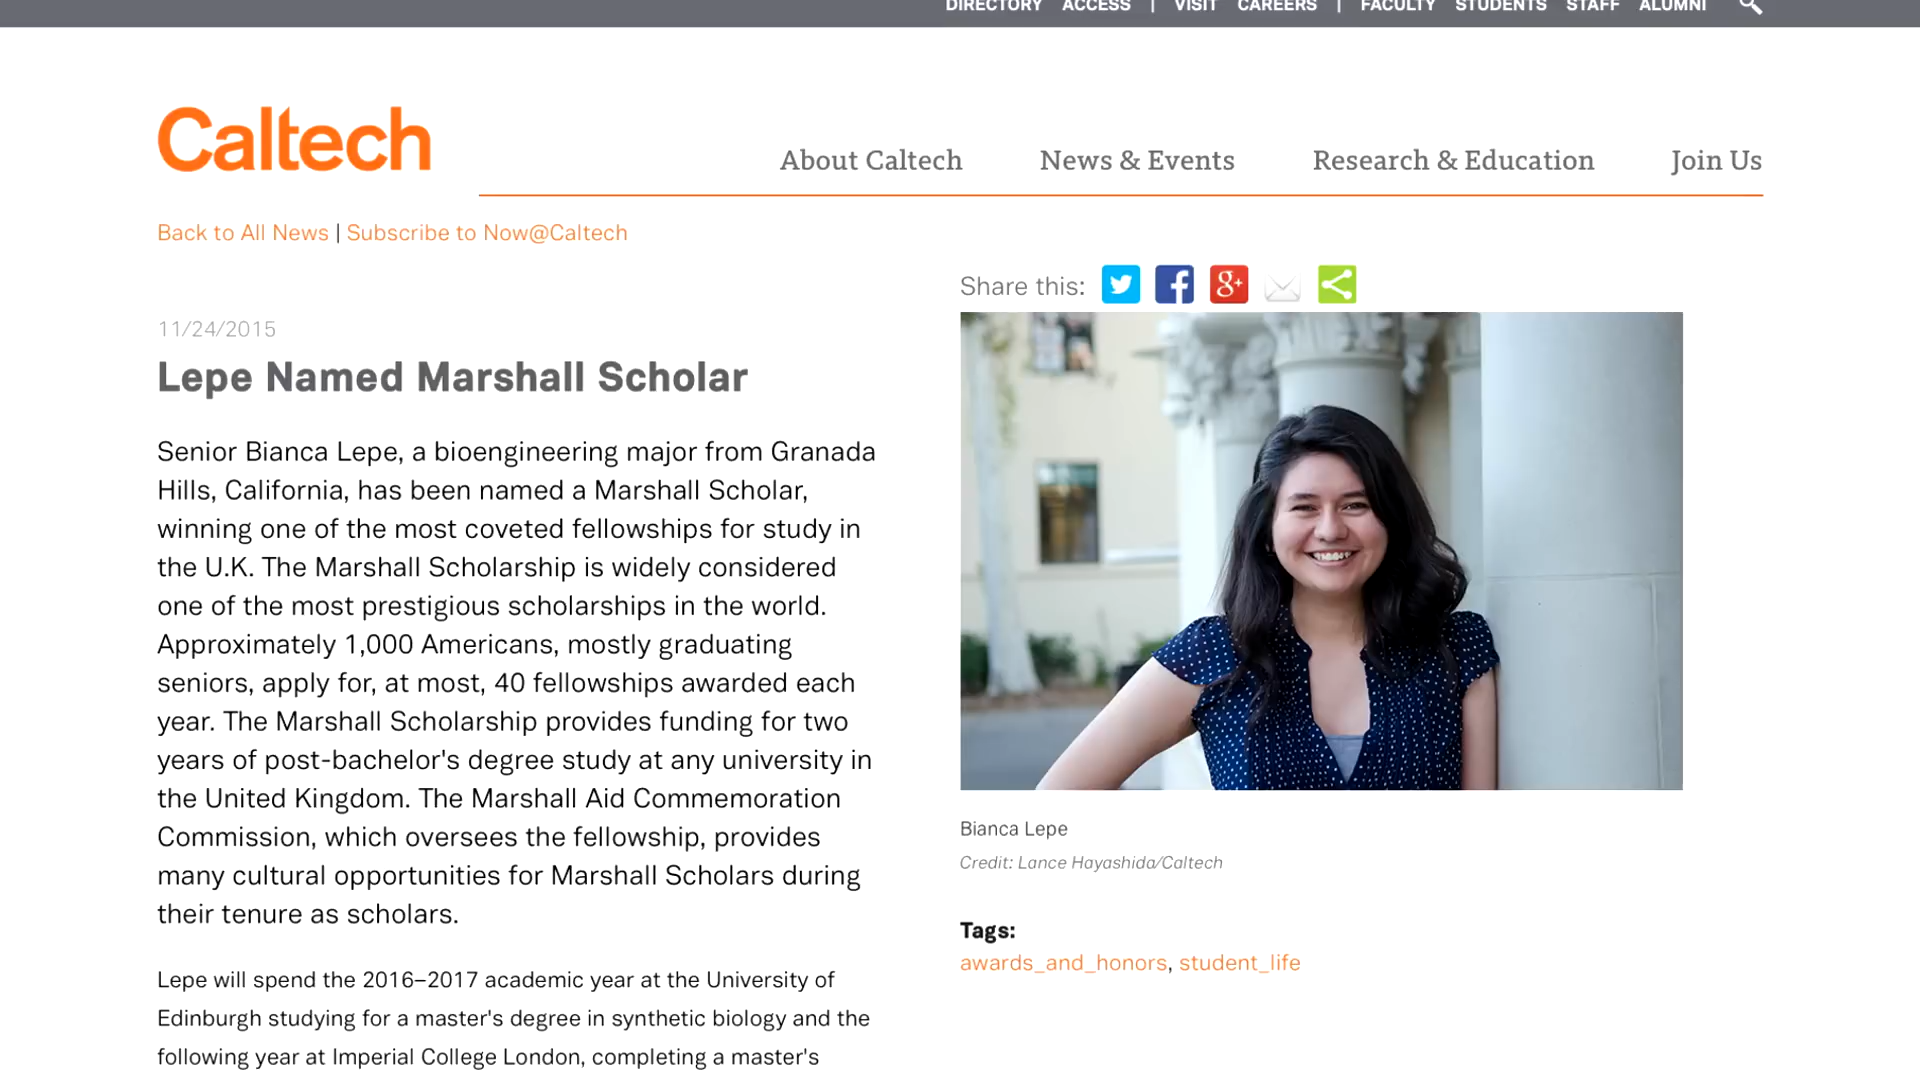 DIRECTORY ACCESS | VISIT CAREERS | FACULTY STUDENTS STAFF ALUMNI
Caltech
About Caltech News & Events Research & Education Join Us
Back to All News | Subscribe to Now@Caltech
11/24/2015
Lepe Named Marshall Scholar
Senior Bianca Lepe, a bioengineering major from Granada
Hills, California, has been named a Marshall Scholar,
winning one of the most coveted fellowships for study in
the U.K. The Marshall Scholarship is widely considered
one of the most prestigious scholarships in the world.
Approximately 1,000 Americans, mostly graduating
seniors, apply for, at most, 40 fellowships awarded each
year. The Marshall Scholarship provides funding for two
years of post-bachelor's degree study at any university in
the United Kingdom. The Marshall Aid Commemoration
Commission, which oversees the fellowship, provides
many cultural opportunities for Marshall Scholars during
their tenure as scholars.
Lepe will spend the 2016–2017 academic year at the University of
Edinburgh studying for a master's degree in synthetic biology and the
following year at Imperial College London, completing a master's
Share this:
Bianca Lepe
Credit: Lance Hayashida/Caltech
Tags:
awards_and_honors, student_life